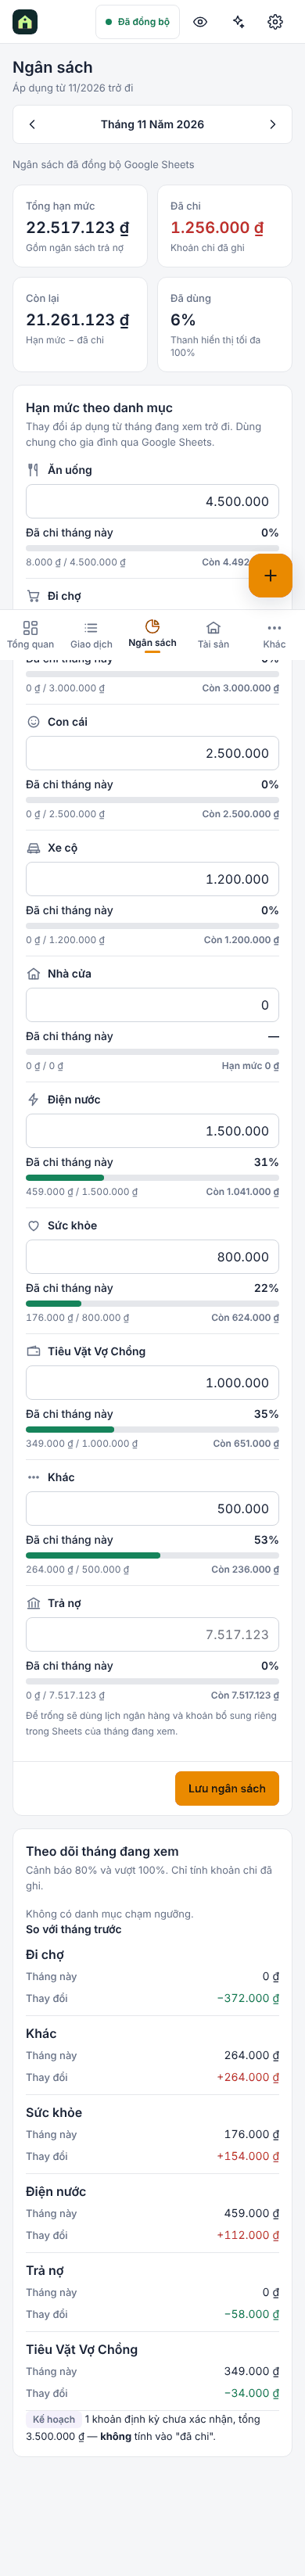 Đã đồng bộ
Ngân sách
Áp dụng từ 11/2026 trở đi
Tháng 11 Năm 2026
Ngân sách đã đồng bộ Google Sheets
Tổng hạn mức
22.517.123 ₫
Gồm ngân sách trả nợ
Đã chi
1.256.000 ₫
Khoản chi đã ghi
Còn lại
21.261.123 ₫
Hạn mức − đã chi
Đã dùng
6%
Thanh hiển thị tối đa
100%
Hạn mức theo danh mục
Thay đổi áp dụng từ tháng đang xem trở đi. Dùng
chung cho gia đình qua Google Sheets.
Ăn uống
4.500.000
Đã chi tháng này 0%
8.000 ₫ / 4.500.000 ₫ Còn 4.492
Đi chợ
Tổng quan Giao dịch Ngân sách Tài sản Khác
Đã chi tháng này 0%
0 ₫ / 3.000.000 ₫ Còn 3.000.000 ₫
Con cái
2.500.000
Đã chi tháng này 0%
0 ₫ / 2.500.000 ₫ Còn 2.500.000 ₫
Xe cộ
1.200.000
Đã chi tháng này 0%
0 ₫ / 1.200.000 ₫ Còn 1.200.000 ₫
Nhà cửa
0
Đã chi tháng này —
0 ₫ / 0 ₫ Hạn mức 0 ₫
Điện nước
1.500.000
Đã chi tháng này 31%
459.000 ₫ / 1.500.000 ₫ Còn 1.041.000 ₫
Sức khỏe
800.000
Đã chi tháng này 22%
176.000 ₫ / 800.000 ₫ Còn 624.000 ₫
Tiêu Vặt Vợ Chồng
1.000.000
Đã chi tháng này 35%
349.000 ₫ / 1.000.000 ₫ Còn 651.000 ₫
Khác
500.000
Đã chi tháng này 53%
264.000 ₫ / 500.000 ₫ Còn 236.000 ₫
Trả nợ
7.517.123
Đã chi tháng này 0%
0 ₫ / 7.517.123 ₫ Còn 7.517.123 ₫
Để trống sẽ dùng lịch ngân hàng và khoản bổ sung riêng
trong Sheets của tháng đang xem.
Lưu ngân sách
Theo dõi tháng đang xem
Cảnh báo 80% và vượt 100%. Chỉ tính khoản chi đã
ghi.
Không có danh mục chạm ngưỡng.
So với tháng trước
Đi chợ
Tháng này 0 ₫
Thay đổi −372.000 ₫
Khác
Tháng này 264.000 ₫
Thay đổi +264.000 ₫
Sức khỏe
Tháng này 176.000 ₫
Thay đổi +154.000 ₫
Điện nước
Tháng này 459.000 ₫
Thay đổi +112.000 ₫
Trả nợ
Tháng này 0 ₫
Thay đổi −58.000 ₫
Tiêu Vặt Vợ Chồng
Tháng này 349.000 ₫
Thay đổi −34.000 ₫
Kế hoạch 1 khoản định kỳ chưa xác nhận, tổng
3.500.000 ₫ — không tính vào "đã chi".